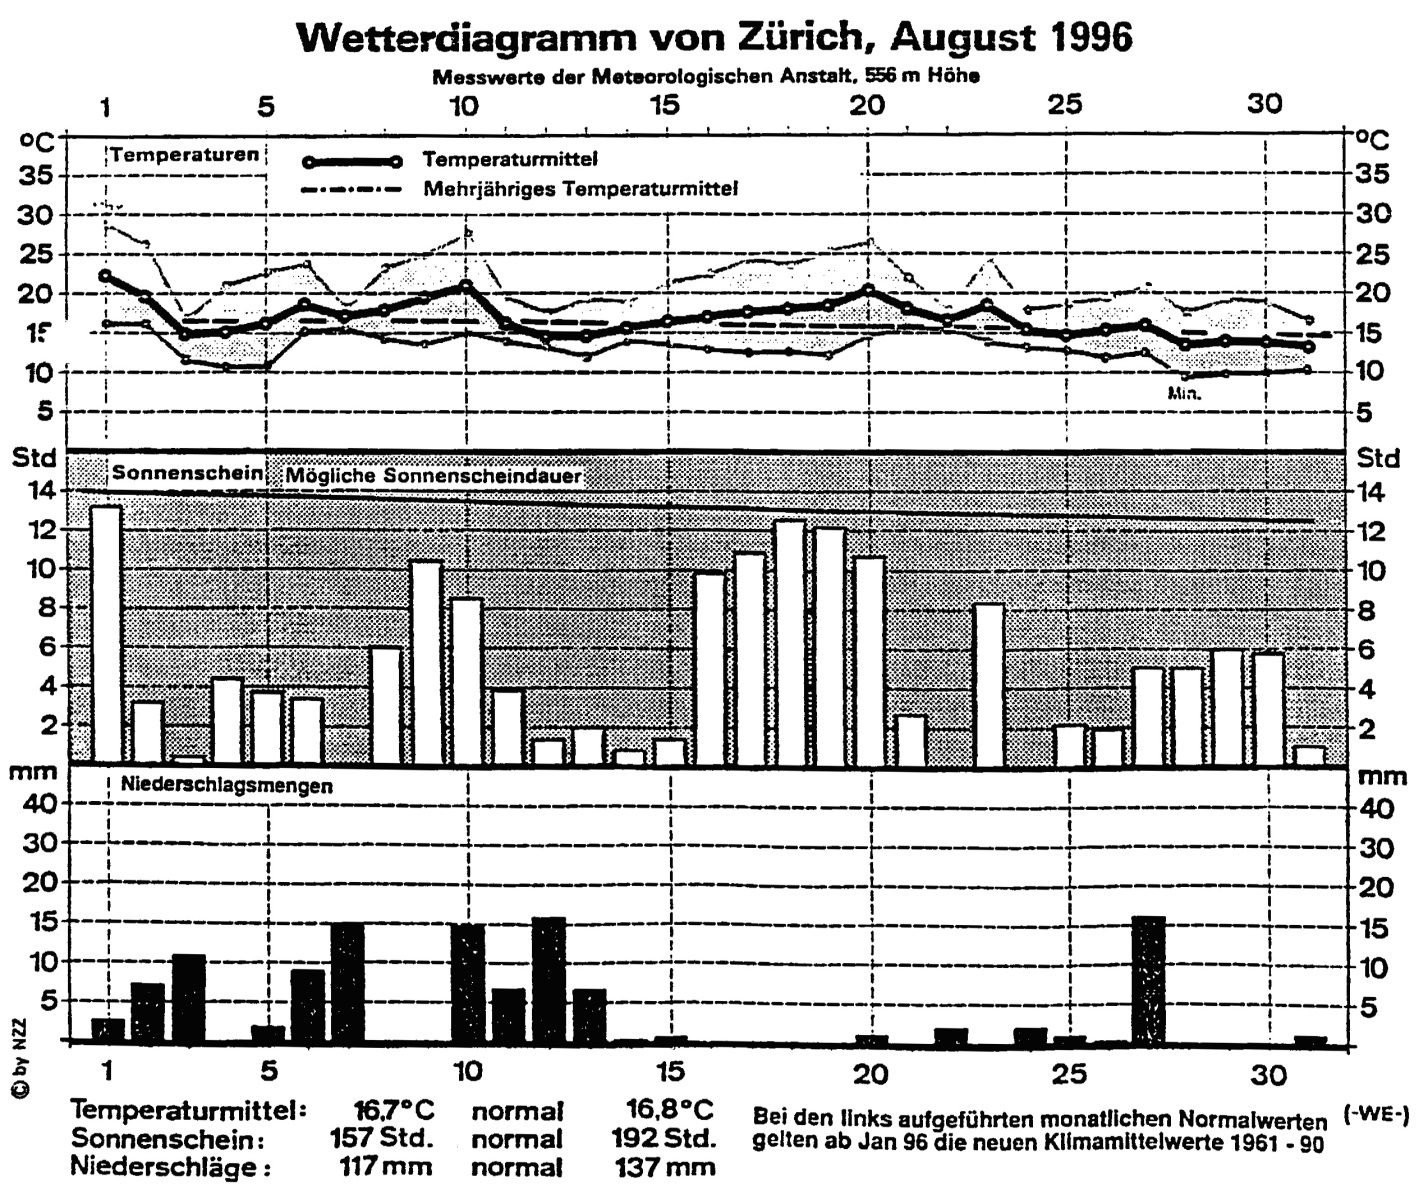 Wetterdiagramm von Zürich, August 1996
Messwerte der Meteorologischen Anstalt, 556 m Höhe
1 5 10 15 20 25 30
°C °C
Temperaturen Temperaturmittel
35 35
Mehrjähriges Temperaturmittel
30 30
25 25
20 20
15 15
10 10
Min.
5 5
Std Std
Sonnenschein Mögliche Sonnenscheindauer
14 14
12 12
10 10
8 8
6 6
4 4
2 2
mm mm
Niederschlagsmengen
40 40
30 30
20 20
15 15
10 10
5 5
© by NZZ
1 5 10 15 20 25 30
Temperaturmittel: 16.7°C normal 16,8°C
Sonnenschein: 157 Std. normal 192 Std.
Niederschläge: 117 mm normal 137 mm
Bei den links aufgeführten monatlichen Normalwerten (-WE-)
gelten ab Jan 96 die neuen Klimamittelwerte 1961 - 90